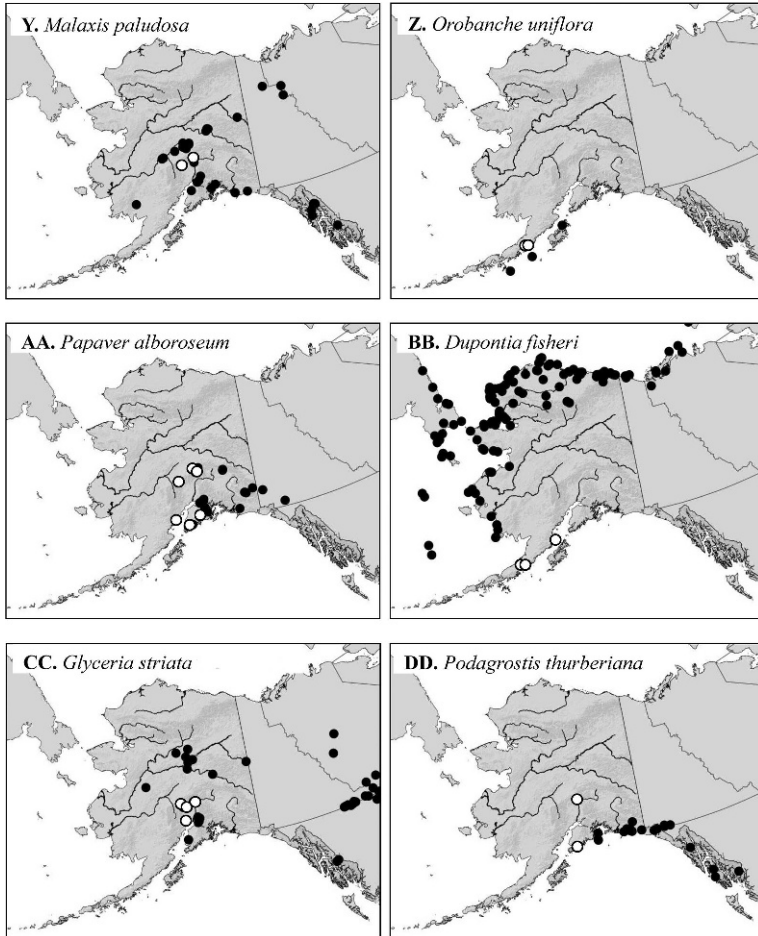 Y. Malaxis paludosa
Z. Orobanche uniflora
AA. Papaver alboroseum
BB. Dupontia fisheri
CC. Glyceria striata
DD. Podagrostis thurberiana